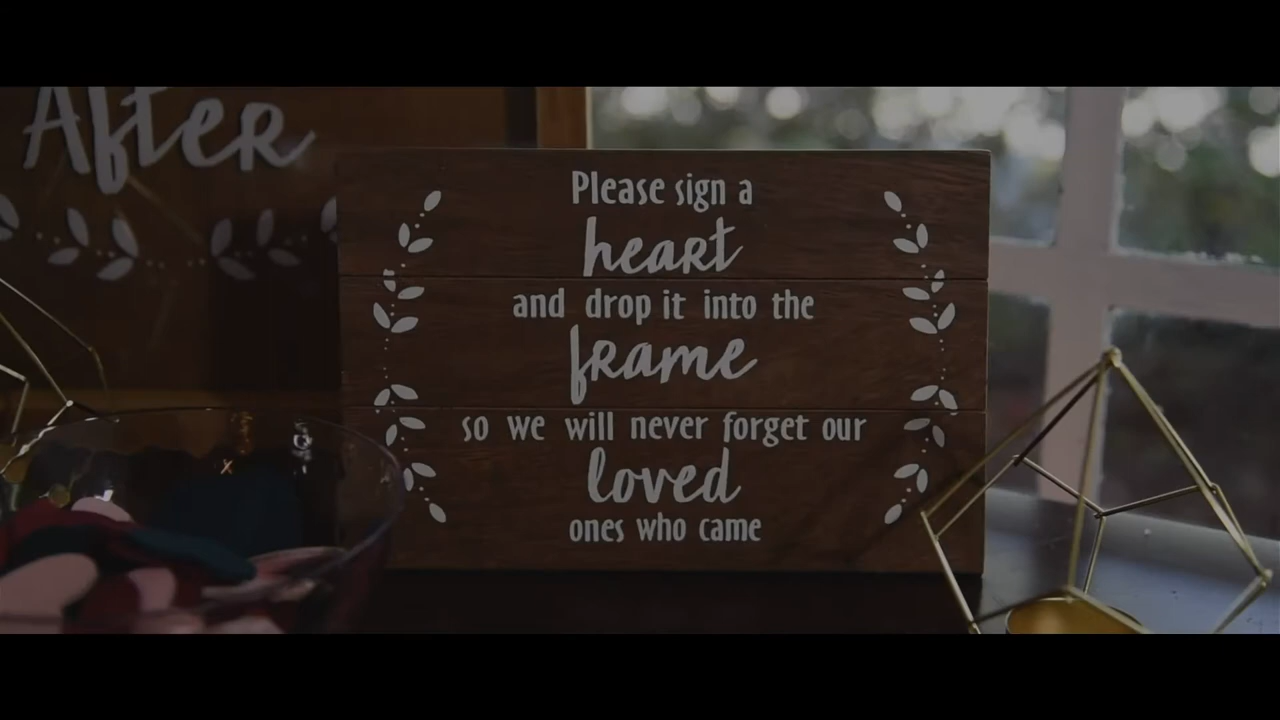 After
Please sign a
heart
and drop it into the
frame
so we will never forget our
loved
ones who came